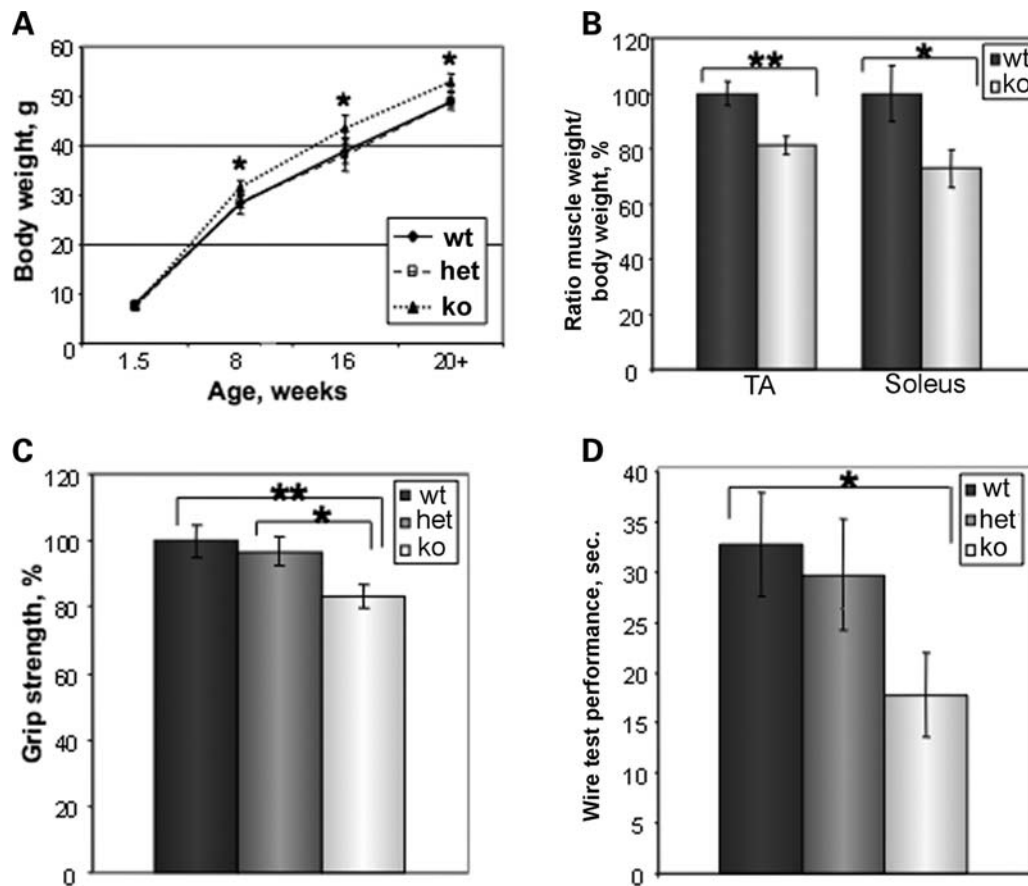 A
Body weight, g
60
50
40
30
20
10
0
1.5 8 16 20+
Age, weeks
* * *
wt
het
ko
B
Ratio muscle weight/
body weight, %
120
100
80
60
40
20
0
** *
TA Soleus
wt
ko
C
Grip strength, %
120
100
80
60
40
20
0
**
*
wt
het
ko
D
Wire test performance, sec.
40
35
30
25
20
15
10
5
0
*
wt
het
ko